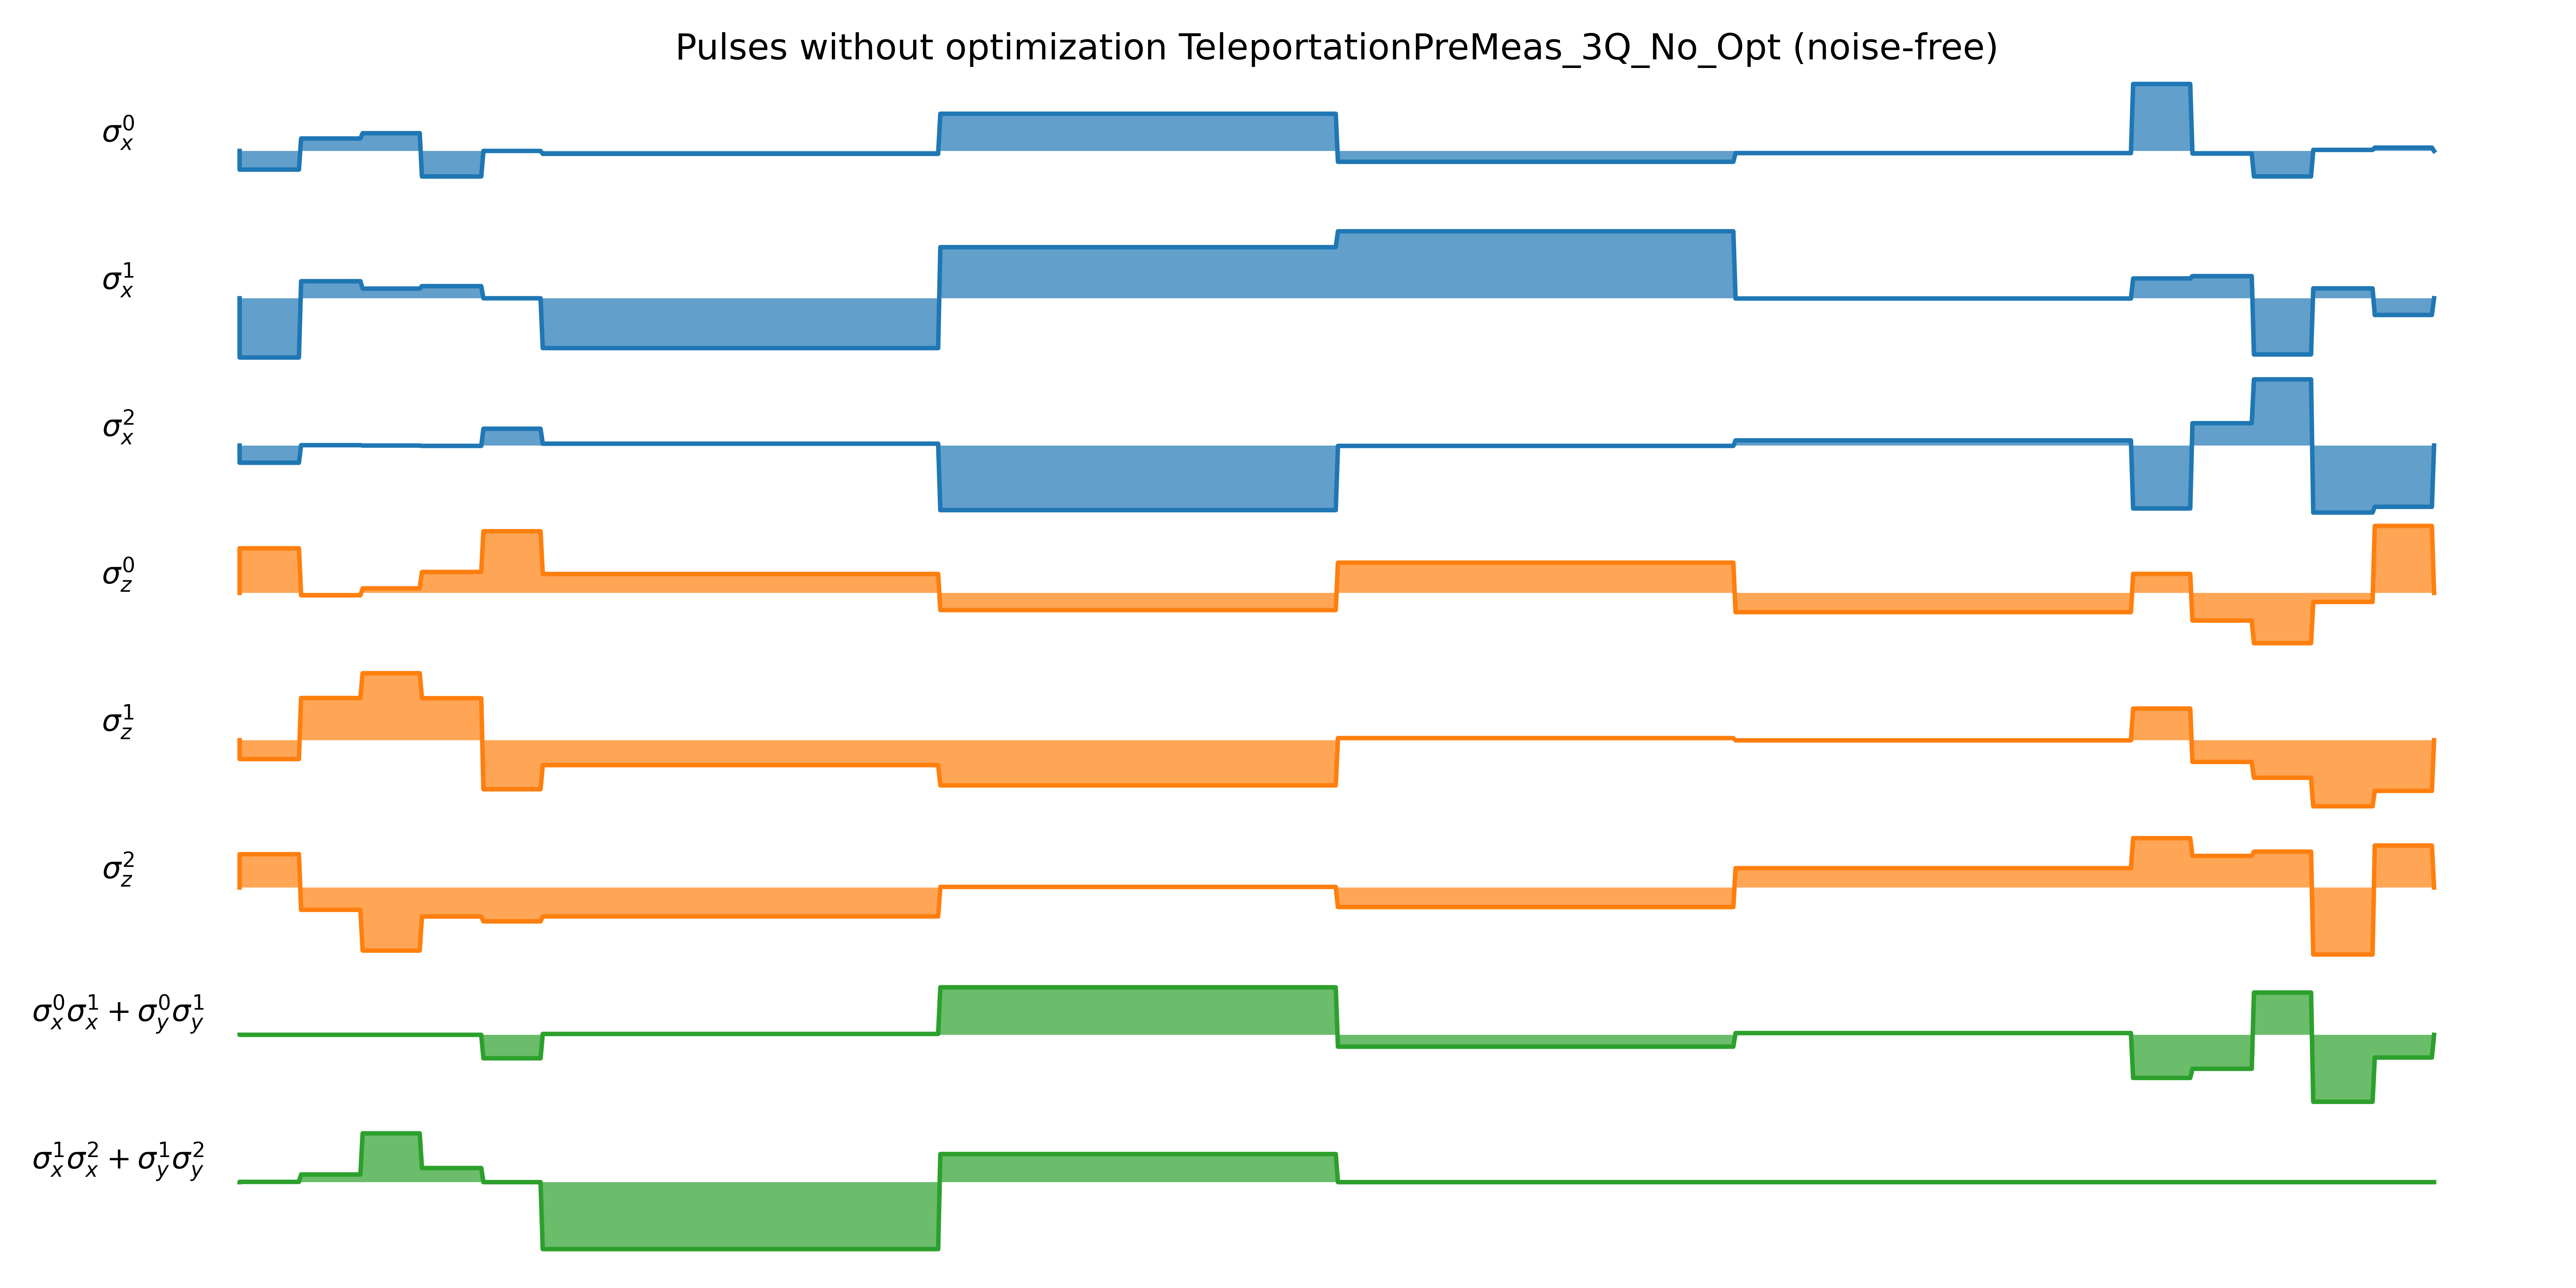 Pulses without optimization TeleportationPreMeas_3Q_No_Opt (noise-free)
σ_x^0
σ_x^1
σ_x^2
σ_z^0
σ_z^1
σ_z^2
σ_x^0σ_x^1 + σ_y^0σ_y^1
σ_x^1σ_x^2 + σ_y^1σ_y^2